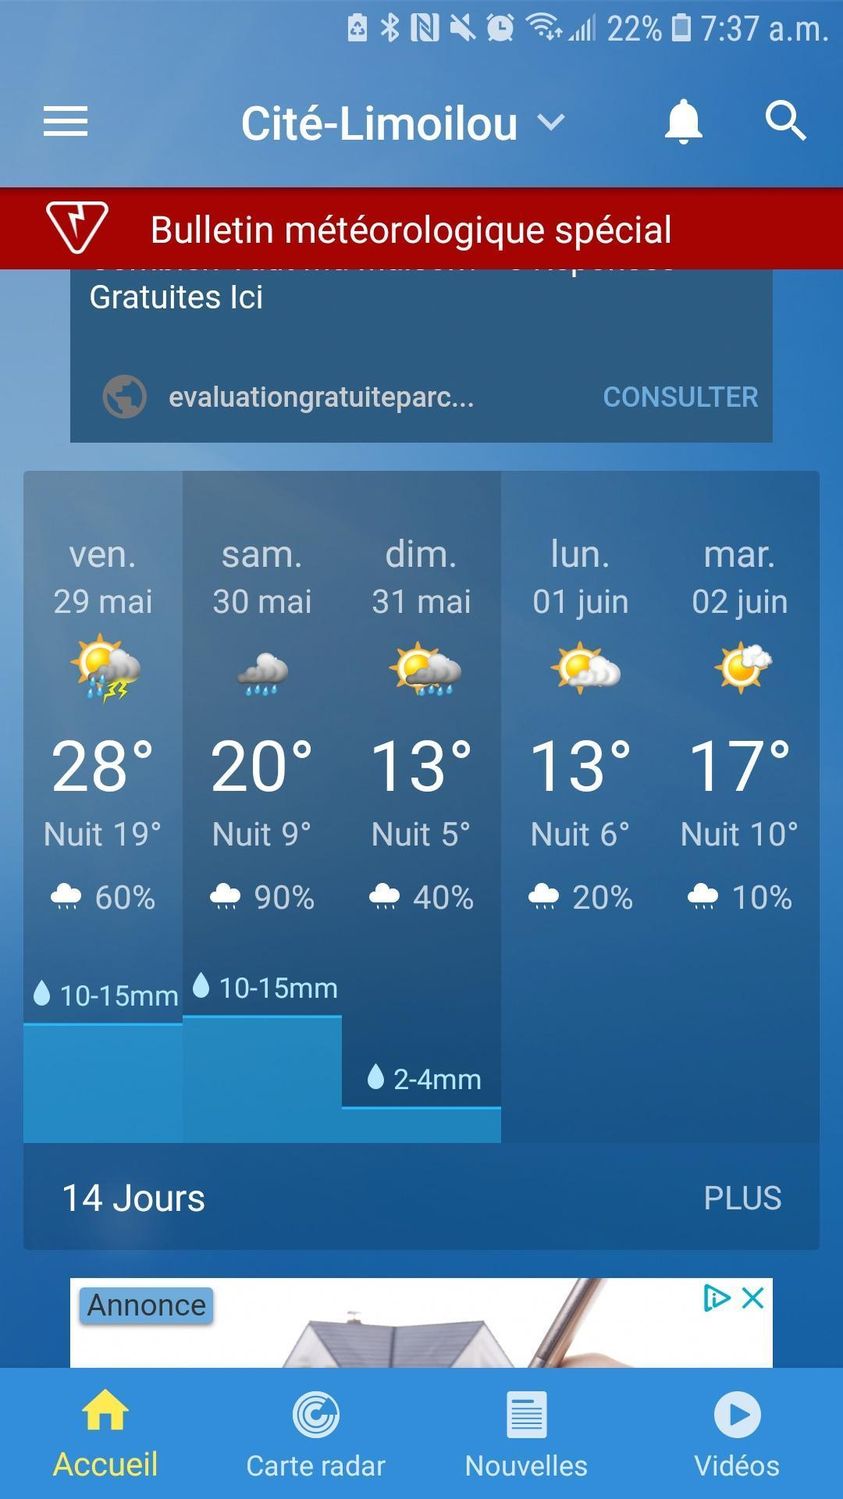 22% 7:37 a.m.
Cité-Limoilou
Bulletin météorologique spécial
Gratuites Ici
evaluationgratuiteparc... CONSULTER
ven. sam. dim. lun. mar.
29 mai 30 mai 31 mai 01 juin 02 juin
28° 20° 13° 13° 17°
Nuit 19° Nuit 9° Nuit 5° Nuit 6° Nuit 10°
60% 90% 40% 20% 10%
10-15mm 10-15mm
2-4mm
14 Jours PLUS
Annonce
Accueil Carte radar Nouvelles Vidéos